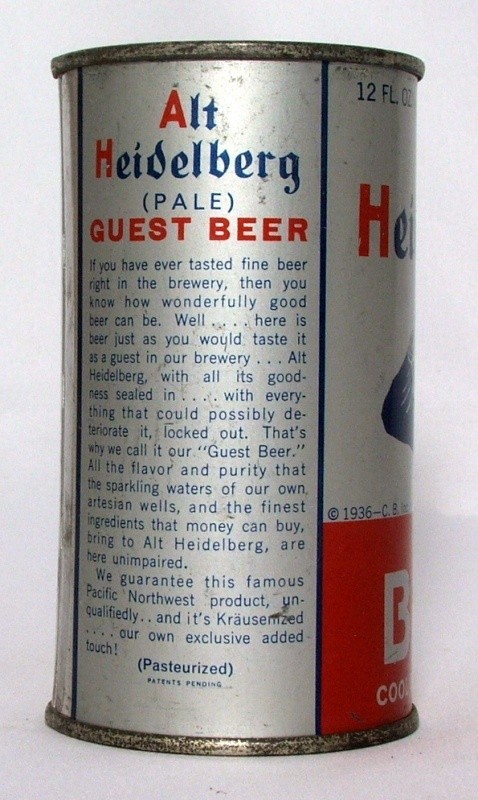 Alt
Heidelberg
(PALE)
GUEST BEER
If you have ever tasted fine beer
right in the brewery, then you
know how wonderfully good
beer can be. Well . . . . here is
beer just as you would taste it
as a guest in our brewery . . . Alt
Heidelberg, with all its good-
ness sealed in . . . . with every-
thing that could possibly de-
teriorate it, locked out. That's
why we call it our "Guest Beer."
All the flavor and purity that
the sparkling waters of our own
artesian wells, and the finest
ingredients that money can buy,
bring to Alt Heidelberg, are
here unimpaired.
We guarantee this famous
Pacific Northwest product, un-
qualifiedly . . and it's Kräusenized
. . . . our own exclusive added
touch!
(Pasteurized)
PATENTS PENDING
12 FL. OZ
Hei
© 1936—C. B. Inc.
B
COOL